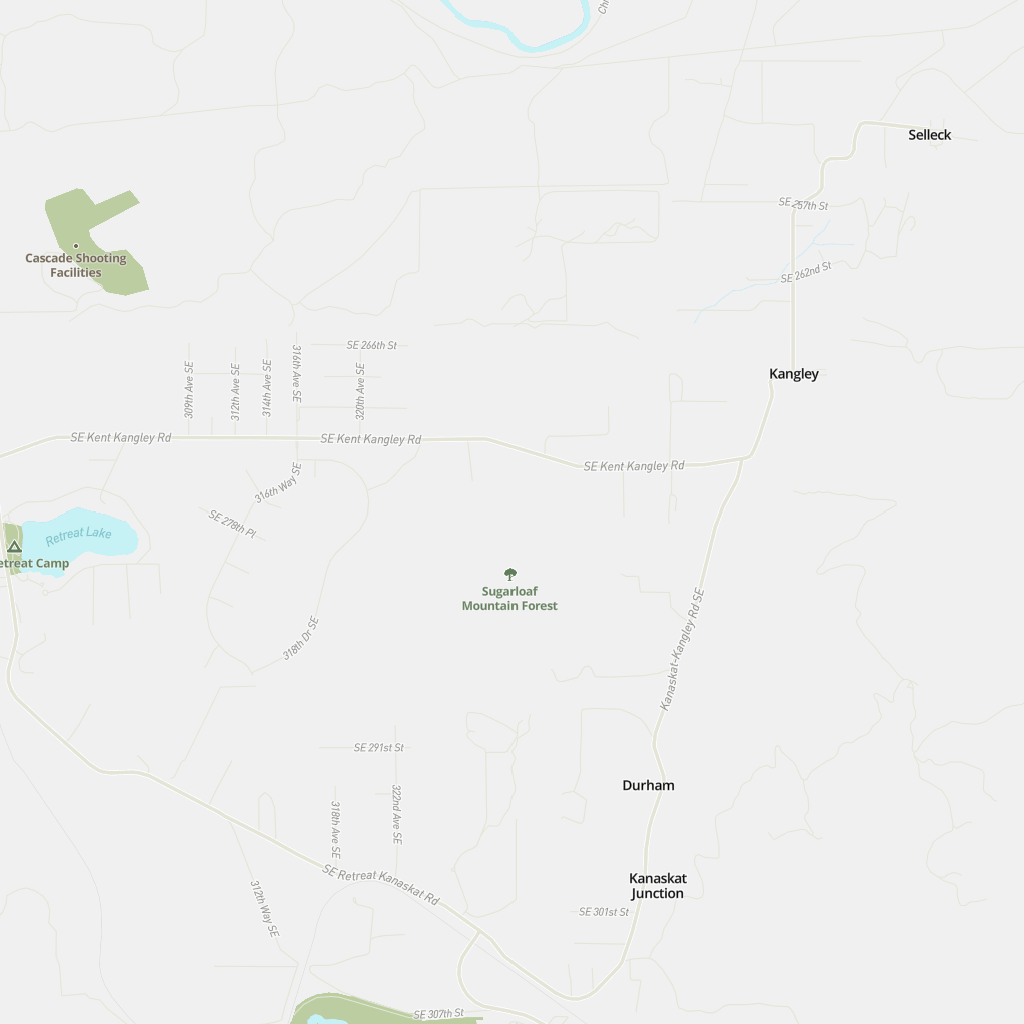 Chr
Selleck
SE 257th St
Cascade Shooting
Facilities
SE 262nd St
SE 266th St
309th Ave SE
312th Ave SE
314th Ave SE
316th Ave SE
320th Ave SE
Kangley
SE Kent Kangley Rd
SE Kent Kangley Rd
SE Kent Kangley Rd
316th Way SE
SE 278th Pl
Retreat Lake
etreat Camp
Sugarloaf
Mountain Forest
318th Dr SE
Kanaskat-Kangley Rd SE
SE 291st St
Durham
318th Ave SE
322nd Ave SE
SE Retreat Kanaskat Rd
Kanaskat
Junction
312th Way SE
SE 301st St
SE 307th St